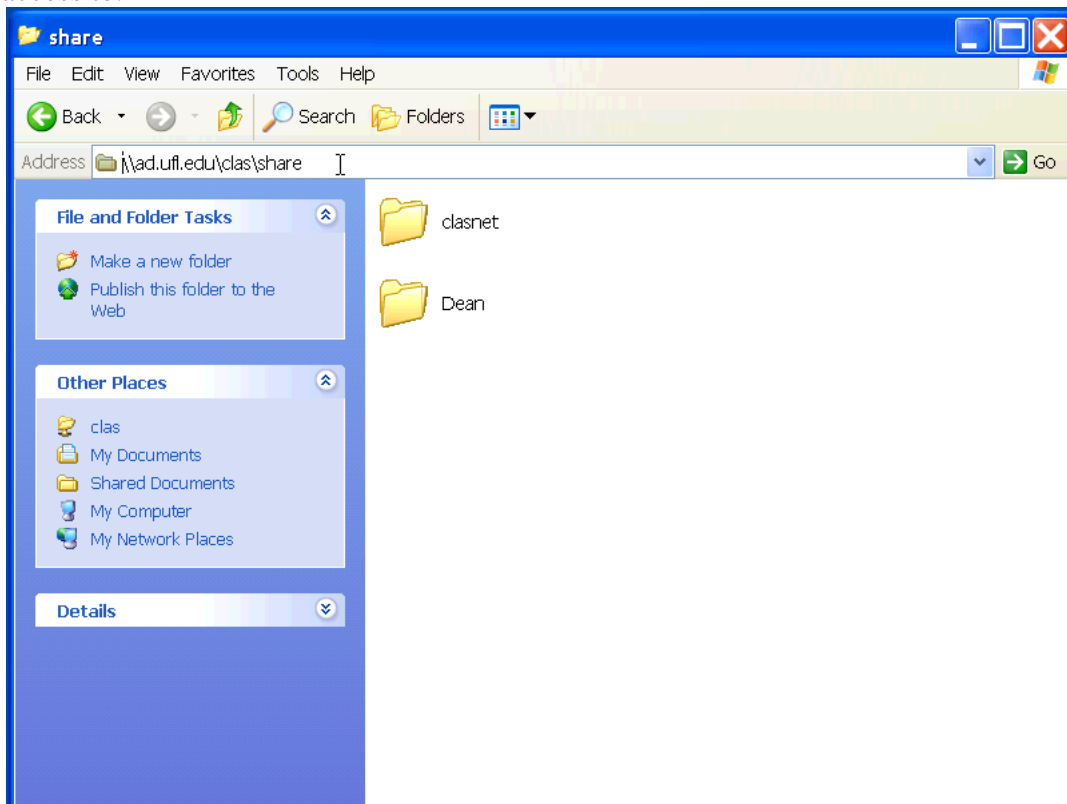 share
File Edit View Favorites Tools Help
Back Search Folders
Address \\ad.ufl.edu\clas\share Go
File and Folder Tasks
Make a new folder
Publish this folder to the
Web
Other Places
clas
My Documents
Shared Documents
My Computer
My Network Places
Details
clasnet
Dean